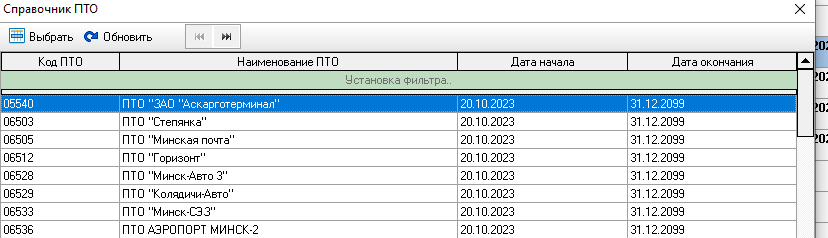 Справочник ПТО
Выбрать Обновить
Код ПТО Наименование ПТО Дата начала Дата окончания
Установка фильтра..
05540 ПТО "ЗАО "Аскарготерминал" 20.10.2023 31.12.2099
06503 ПТО "Степянка" 20.10.2023 31.12.2099
06505 ПТО "Минская почта" 20.10.2023 31.12.2099
06512 ПТО "Горизонт" 20.10.2023 31.12.2099
06528 ПТО "Минск-Авто 3" 20.10.2023 31.12.2099
06529 ПТО "Колядичи-Авто" 20.10.2023 31.12.2099
06533 ПТО "Минск-СЭЗ" 20.10.2023 31.12.2099
06536 ПТО АЭРОПОРТ МИНСК-2 20.10.2023 31.12.2099